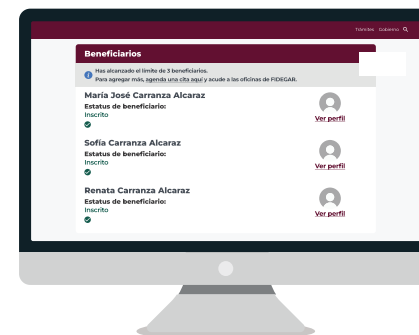 Trámites Gobierno
Beneficiarios
Has alcanzado el límite de 3 beneficiarios.
Para agregar más, agenda una cita aquí y acude a las oficinas de FIDEGAR.
María José Carranza Alcaraz
Estatus de beneficiario:
Inscrito
Ver perfil
Sofía Carranza Alcaraz
Estatus de beneficiario:
Inscrito
Ver perfil
Renata Carranza Alcaraz
Estatus de beneficiario:
Inscrito
Ver perfil